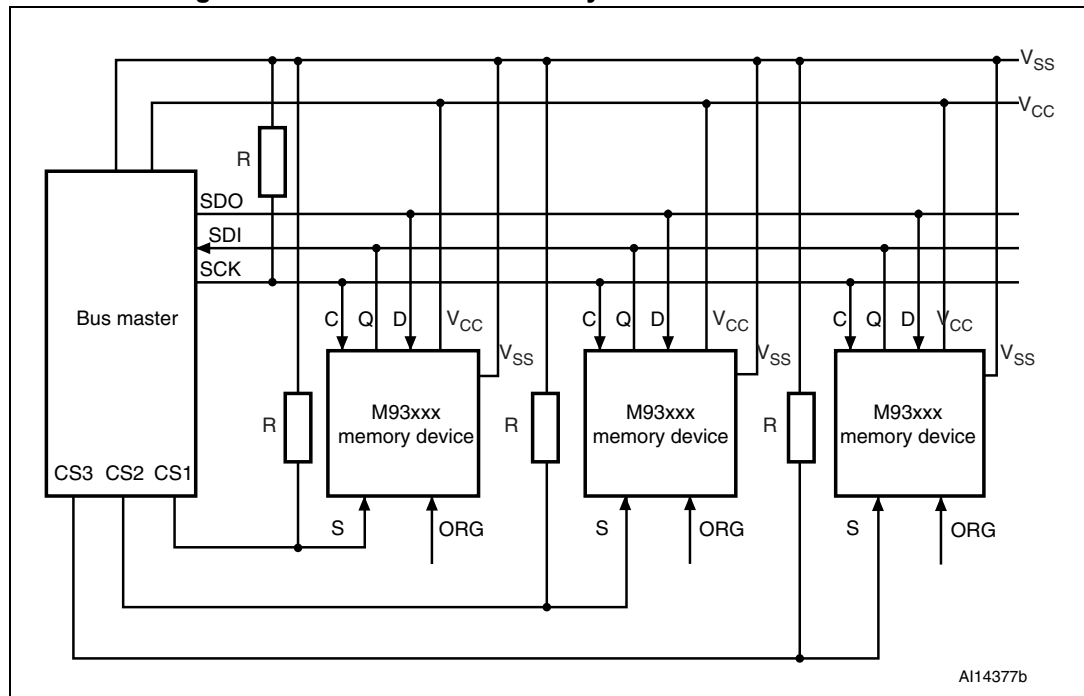 VSS
VCC
R
SDO
SDI
SCK
Bus master
C Q D VCC VSS
C Q D VCC VSS
C Q D VCC VSS
R
M93xxx
memory device
R
M93xxx
memory device
R
M93xxx
memory device
CS3 CS2 CS1
S ORG
S ORG
S ORG
AI14377b